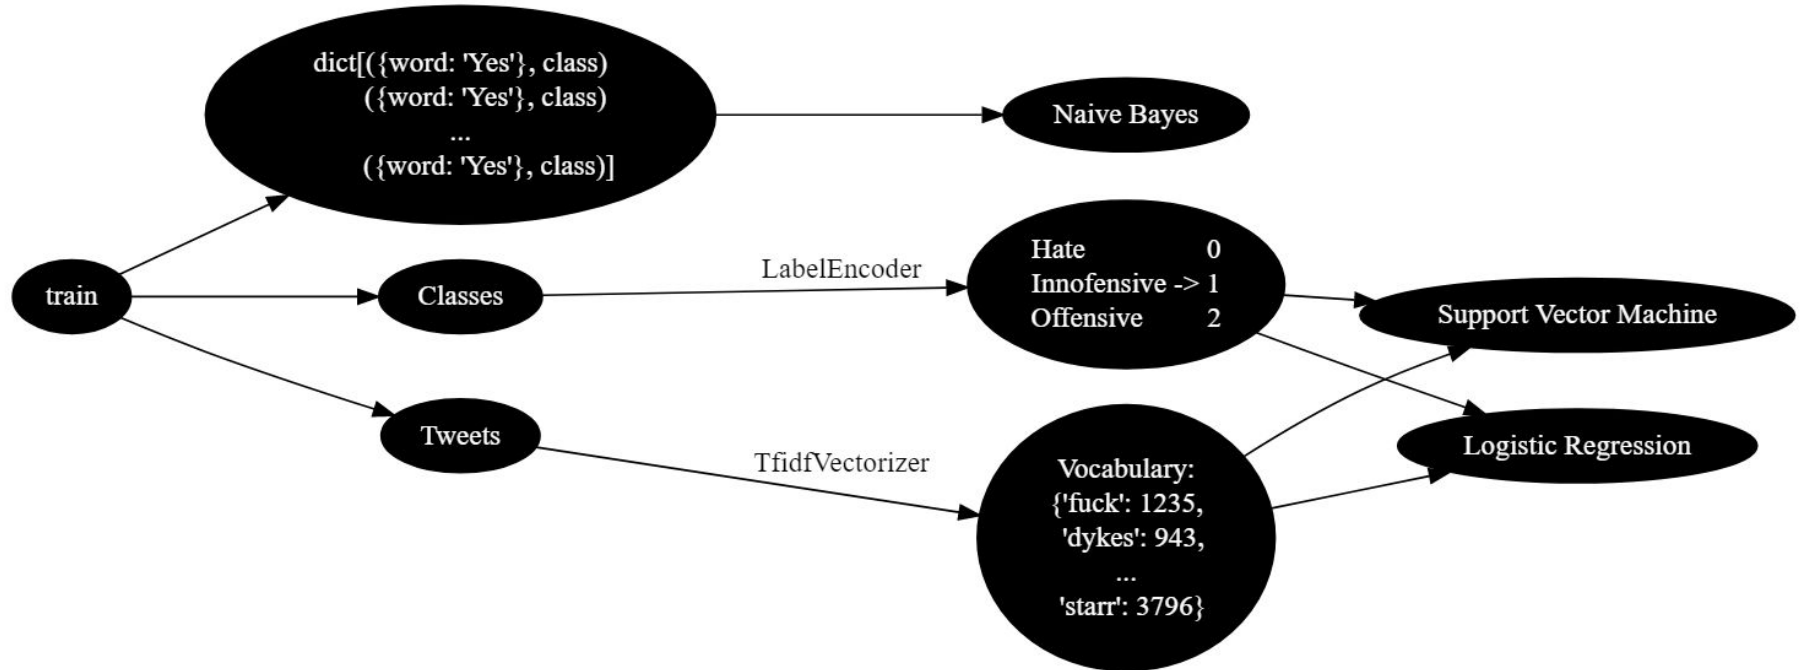 dict[({word: 'Yes'}, class)
({word: 'Yes'}, class)
...
({word: 'Yes'}, class)]
Naive Bayes
train
Classes
LabelEncoder
Hate 0
Innofensive -> 1
Offensive 2
Support Vector Machine
Tweets
TfidfVectorizer
Vocabulary:
{'fuck': 1235,
'dykes': 943,
...
'starr': 3796}
Logistic Regression